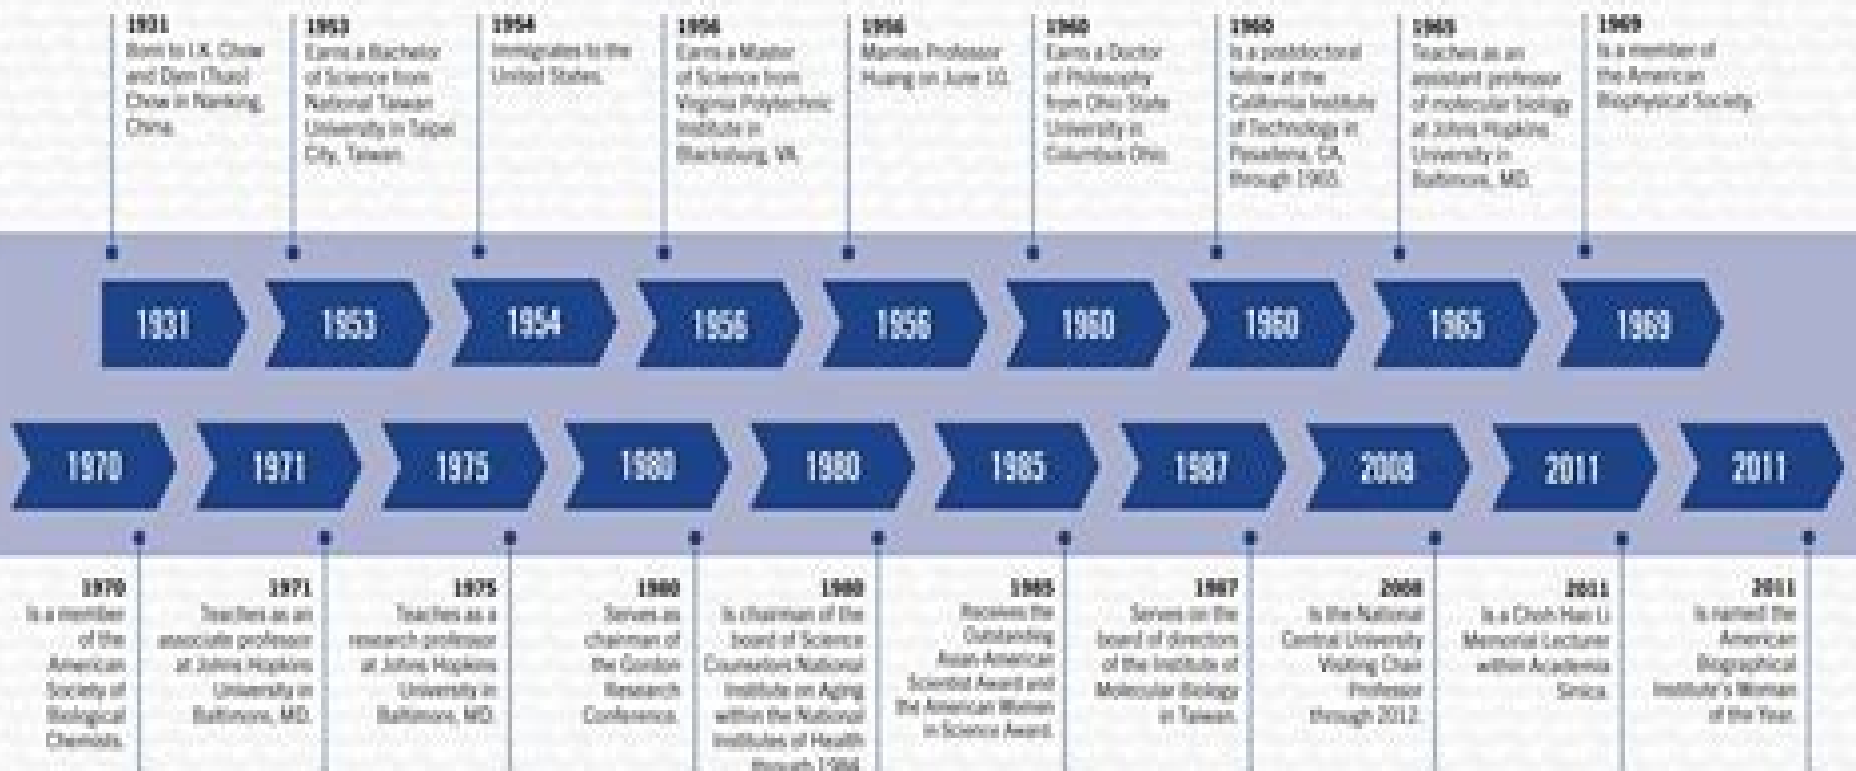 1931
Born to I.K. Chow
and Djen (Tsao)
Chow in Nanking,
China.
1953
Earns a Bachelor
of Science from
National Taiwan
University in Taipei
City, Taiwan.
1954
Immigrates to the
United States.
1956
Earns a Master
of Science from
Virginia Polytechnic
Institute in
Blacksburg, VA.
1956
Marries Professor
Huang on June 10.
1960
Earns a Doctor
of Philosophy
from Ohio State
University in
Columbus Ohio.
1960
Is a postdoctoral
fellow at the
California Institute
of Technology in
Pasadena, CA,
through 1965.
1965
Teaches as an
assistant professor
of molecular biology
at Johns Hopkins
University in
Baltimore, MD.
1969
Is a member of
the American
Biophysical Society.
1931
1953
1954
1956
1956
1960
1960
1965
1969
1970
1971
1975
1980
1980
1985
1987
2008
2011
2011
1970
Is a member
of the
American
Society of
Biological
Chemists.
1971
Teaches as an
associate professor
at Johns Hopkins
University in
Baltimore, MD.
1975
Teaches as a
research professor
at Johns Hopkins
University in
Baltimore, MD.
1980
Serves as
chairman of
the Gordon
Research
Conference.
1980
Is chairman of the
board of Science
Counselors National
Institute on Aging
within the National
Institutes of Health
through 1984.
1985
Receives the
Outstanding
Asian-American
Scientist Award and
the American Women
in Science Award.
1987
Serves on the
board of directors
of the Institute of
Molecular Biology
in Taiwan.
2008
Is the National
Central University
Visiting Chair
Professor
through 2012.
2011
Is a Choh Hao Li
Memorial Lecturer
within Academia
Sinica.
2011
Is named the
American
Biographical
Institute's Woman
of the Year.